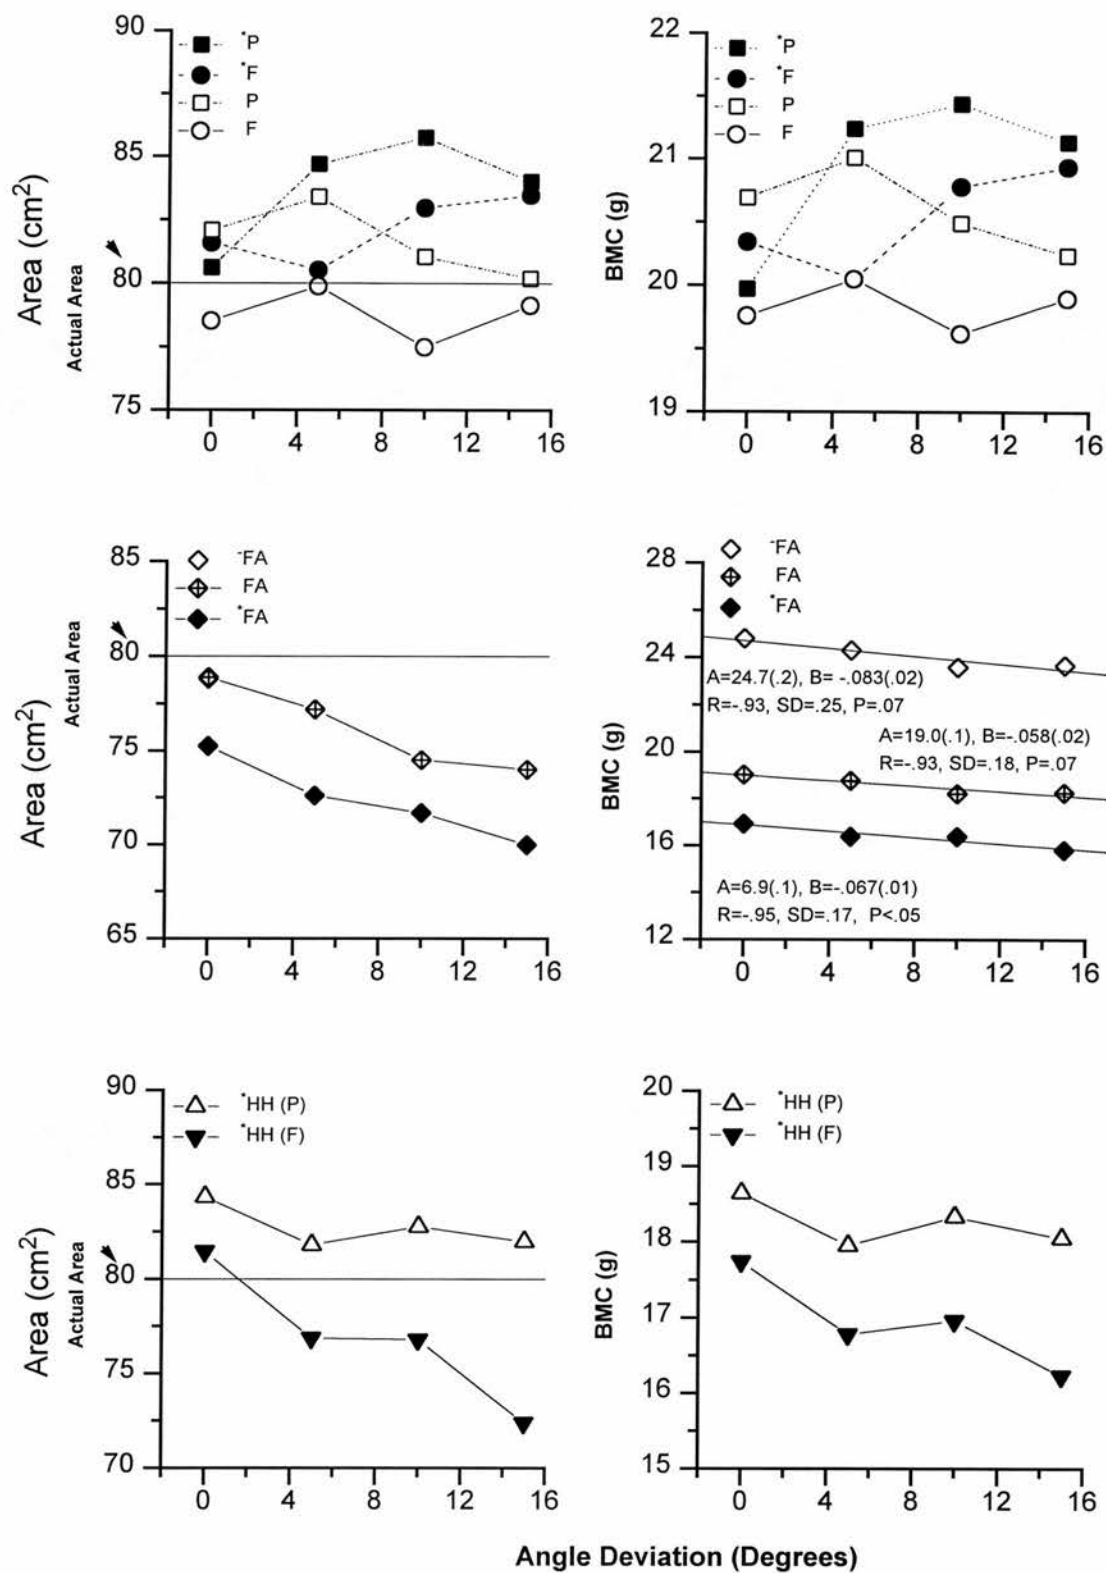 90
*P
*F
P
F
85
80
75
Area (cm2)
Actual Area
0 4 8 12 16
22
*P
*F
P
F
21
20
19
BMC (g)
0 4 8 12 16
85
-FA
FA
*FA
80
75
70
65
Area (cm2)
Actual Area
0 4 8 12 16
28
-FA
FA
*FA
24
A=24.7(.2), B= -.083(.02)
R=-.93, SD=.25, P=.07
A=19.0(.1), B=-.058(.02)
R=-.93, SD=.18, P=.07
20
16
A=6.9(.1), B=-.067(.01)
R=-.95, SD=.17, P<.05
12
BMC (g)
0 4 8 12 16
90
*HH (P)
*HH (F)
85
80
75
70
Area (cm2)
Actual Area
0 4 8 12 16
20
*HH (P)
*HH (F)
19
18
17
16
15
BMC (g)
0 4 8 12 16
Angle Deviation (Degrees)